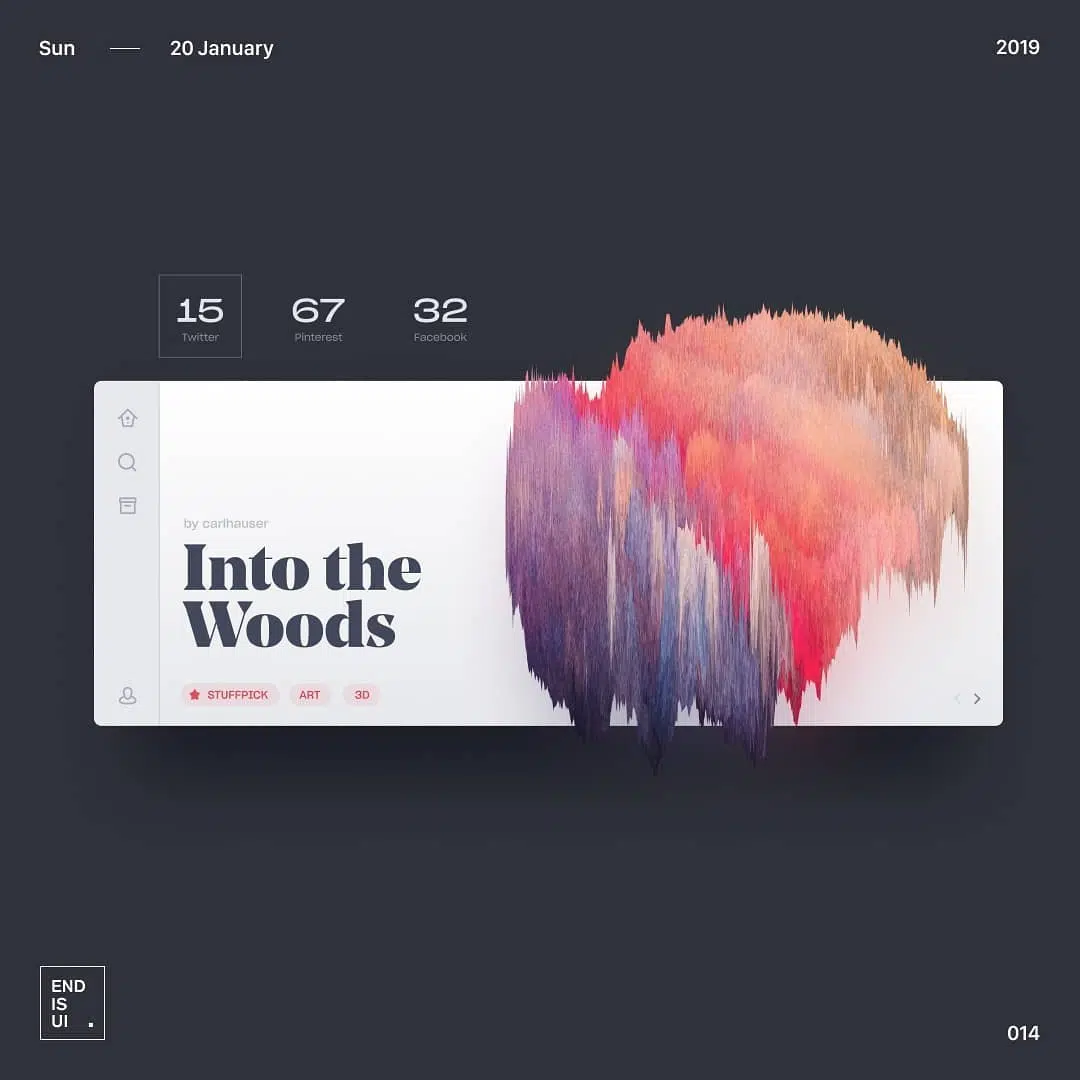 Sun — 20 January
2019
15
Twitter
67
Pinterest
32
Facebook
by carlhauser
Into the
Woods
STUFFPICK
ART
3D
END
IS
UI .
014